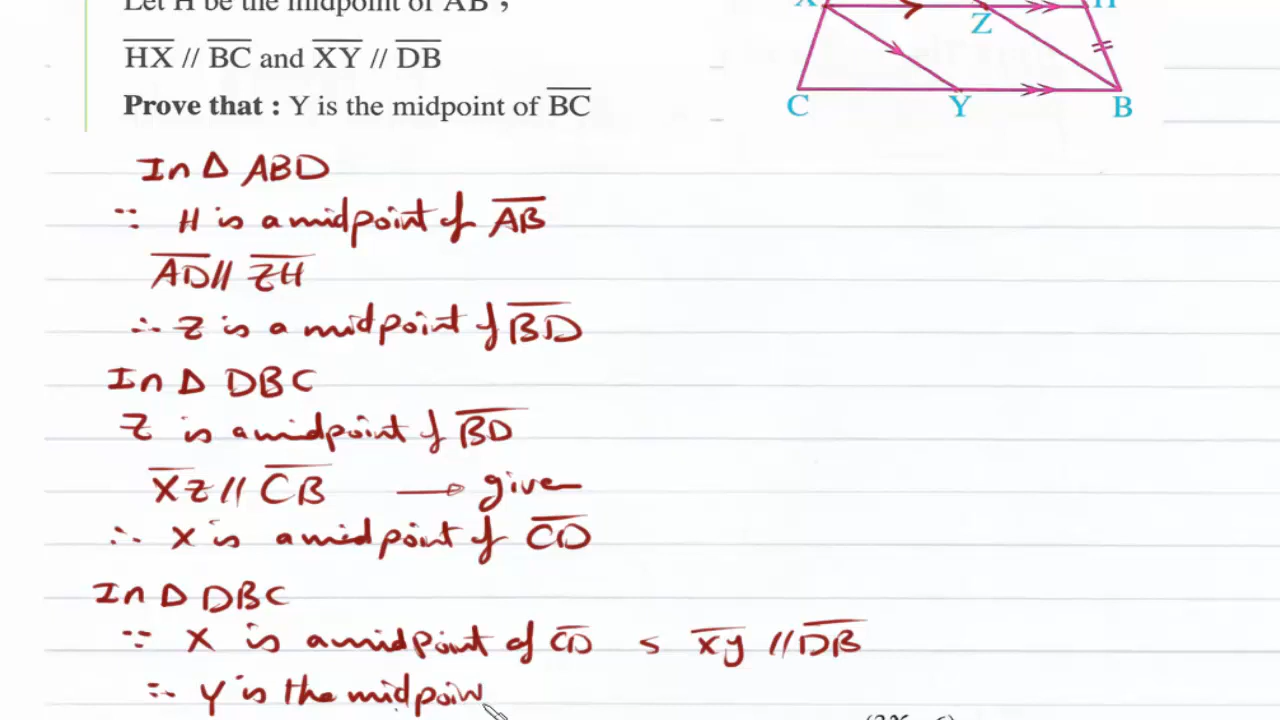 Let H be the midpoint of AB ,
X
Z
H
HX // BC and XY // DB
Prove that : Y is the midpoint of BC
C
Y
B
In Δ ABD
∵ H is a midpoint of AB
AD // ZH
∴ Z is a midpoint of BD
In Δ DBC
Z is a midpoint of BD
XZ // CB → given
∴ X is a midpoint of CD
In Δ DBC
∵ X is a midpoint of CD , XY // DB
∴ Y is the midpoin